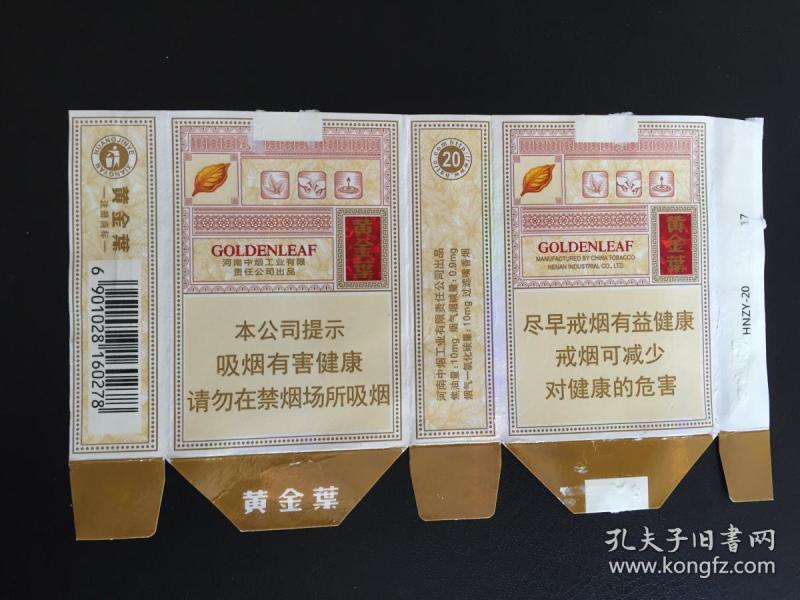 HUANGJINYE
XIANGYAN
黄金葉
—注册商标—
6 901028 160278
GOLDENLEAF
河南中烟工业有限
责任公司出品
黄金葉
本公司提示
吸烟有害健康
请勿在禁烟场所吸烟
黄金葉
20
河南中烟工业有限责任公司出品
焦油量：10mg 烟气烟碱量：0.9mg
烟气一氧化碳量：10mg 过滤嘴香烟
GOLDENLEAF
MANUFACTURED BY CHINA TOBACCO
HENAN INDUSTRIAL CO., LTD.
黄金葉
尽早戒烟有益健康
戒烟可减少
对健康的危害
17
HNZY-20
孔夫子旧书网
www.kongfz.com